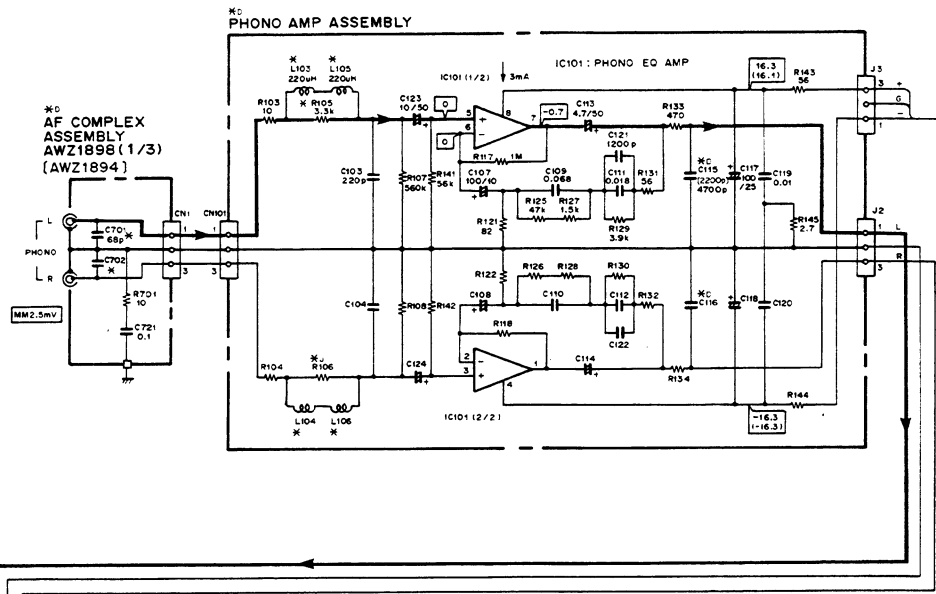 *D
PHONO AMP ASSEMBLY
*D
AF COMPLEX
ASSEMBLY
AWZ1898 (1/3)
[AWZ1894]
PHONO
L
R
MM2.5mV
C701
68p *
C702
*
R701
10
C721
0.1
CN1
1
3
CN101
1
3
R103
10
*
L103
220uH
*
L105
220uH
*
R105
3.3k
C103
220p
R107
560k
R141
56k
C123
10/50
+
0
0
IC101 (1/2)
3mA
5
+
6
-
8
7
-0.7
IC101 : PHONO EQ AMP
R117
1M
C107
100/10
+
R121
82
C109
0.068
R125
47k
R127
1.5k
C113
4.7/50
+
C121
1200p
C111
0.018
R129
3.9k
R131
56
R133
470
*D
C115
(2200p)
4700p
16.3
(16.1)
C117
100
/25
+
C119
0.01
R143
56
R145
2.7
J3
3
1
+
G
-
J2
1
3
L
R
R104
*J
R106
L104
*
L106
*
C104
R108
R142
C124
+
R122
C108
+
R118
R126
R128
C110
R130
C112
C122
R132
2
-
3
+
1
4
IC101 (2/2)
C114
+
R134
*D
C116
C118
+
C120
R144
-16.3
(-16.3)